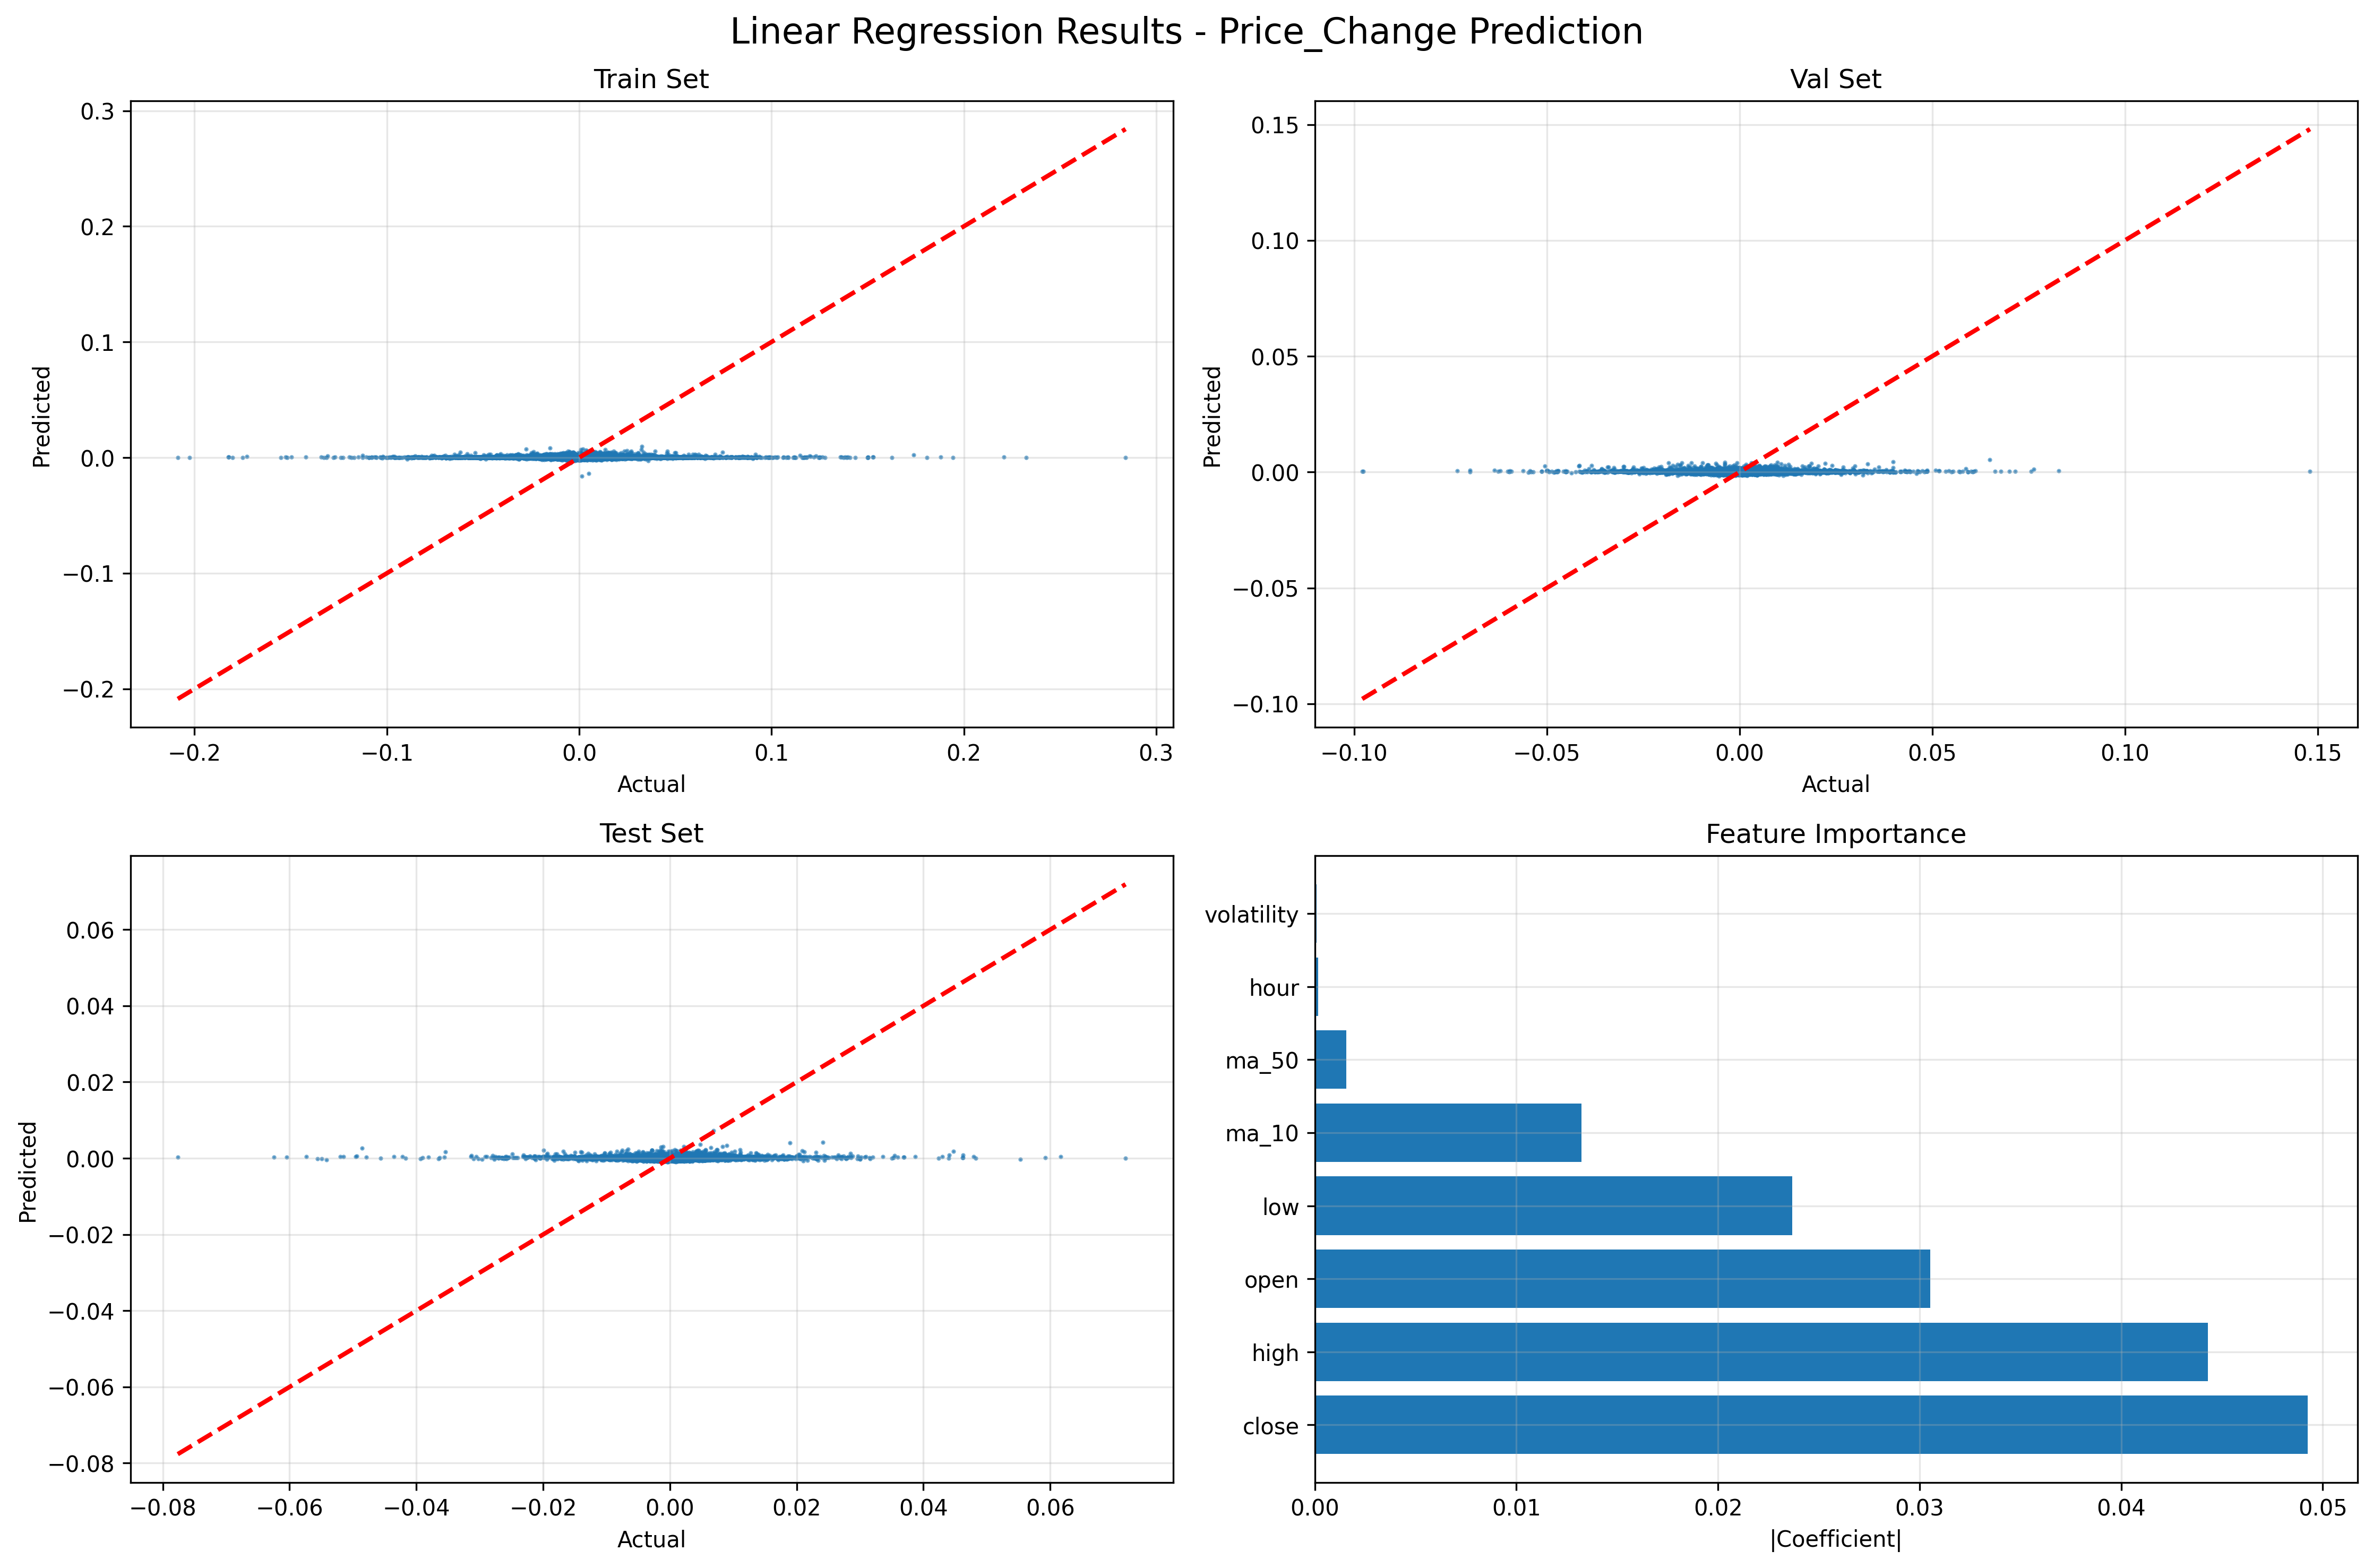 Linear Regression Results - Price_Change Prediction
Train Set
0.3
0.2
0.1
0.0
−0.1
−0.2
Predicted
−0.2
−0.1
0.0
0.1
0.2
0.3
Actual
Val Set
0.15
0.10
0.05
0.00
−0.05
−0.10
Predicted
−0.10
−0.05
0.00
0.05
0.10
0.15
Actual
Test Set
0.06
0.04
0.02
0.00
−0.02
−0.04
−0.06
−0.08
Predicted
−0.08
−0.06
−0.04
−0.02
0.00
0.02
0.04
0.06
Actual
Feature Importance
volatility
hour
ma_50
ma_10
low
open
high
close
0.00
0.01
0.02
0.03
0.04
0.05
|Coefficient|